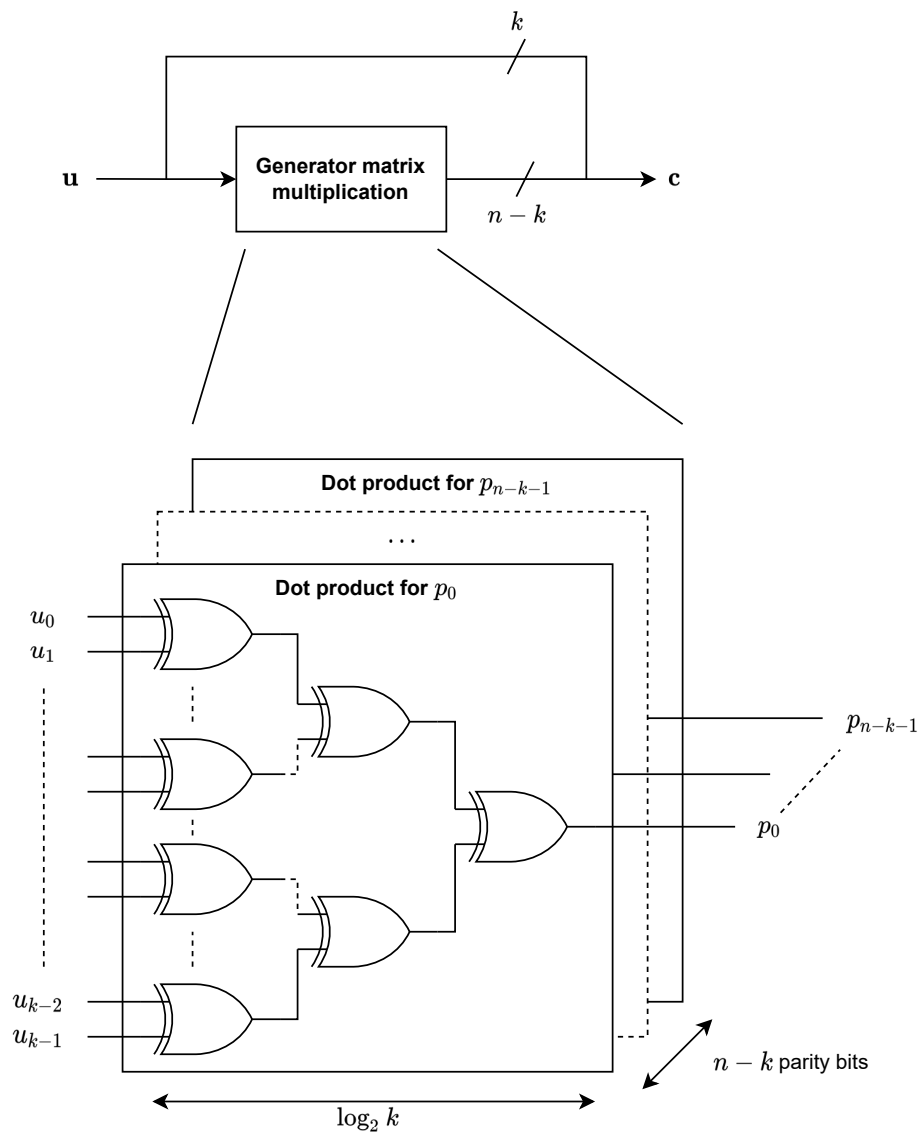 k
u
Generator matrix
multiplication
c
n − k
Dot product for p_{n−k−1}
...
Dot product for p_0
u_0
u_1
p_{n−k−1}
p_0
u_{k−2}
u_{k−1}
n − k parity bits
log_2 k